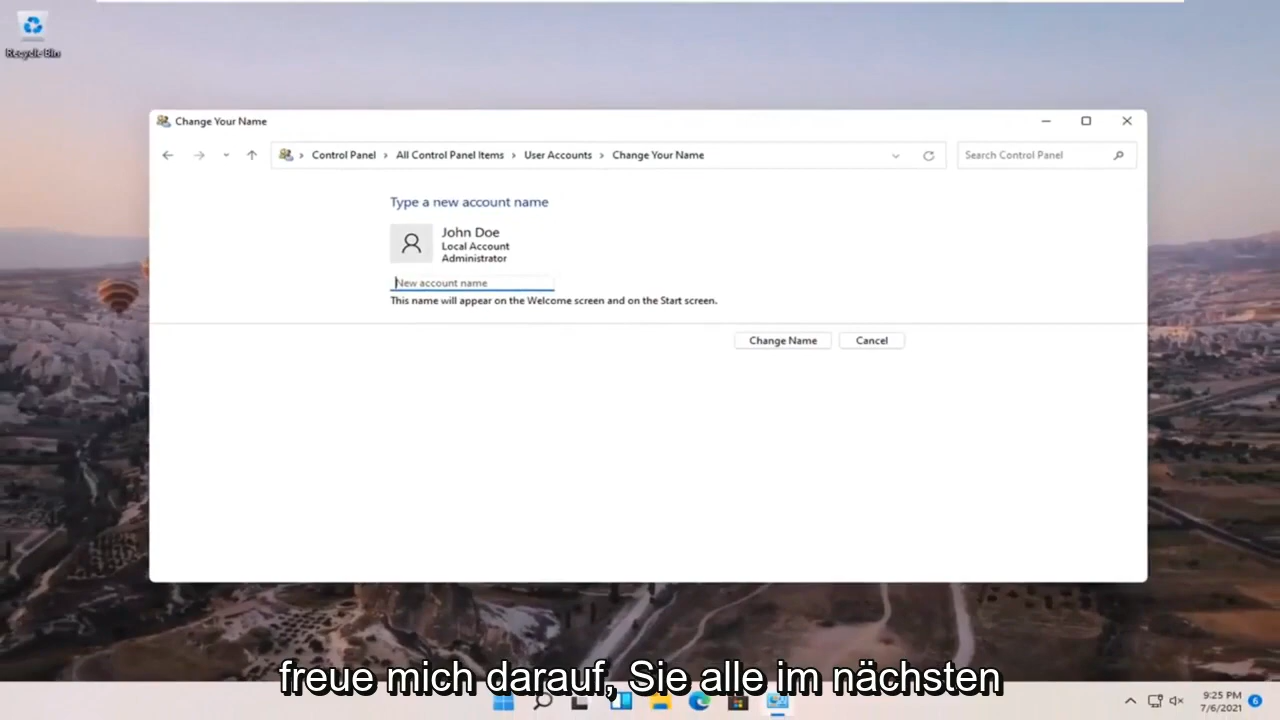 Recycle Bin
Change Your Name
Control Panel > All Control Panel Items > User Accounts > Change Your Name
Search Control Panel
Type a new account name
John Doe
Local Account
Administrator
New account name
This name will appear on the Welcome screen and on the Start screen.
Change Name
Cancel
freue mich darauf, Sie alle im nächsten
9:25 PM
7/6/2021
6